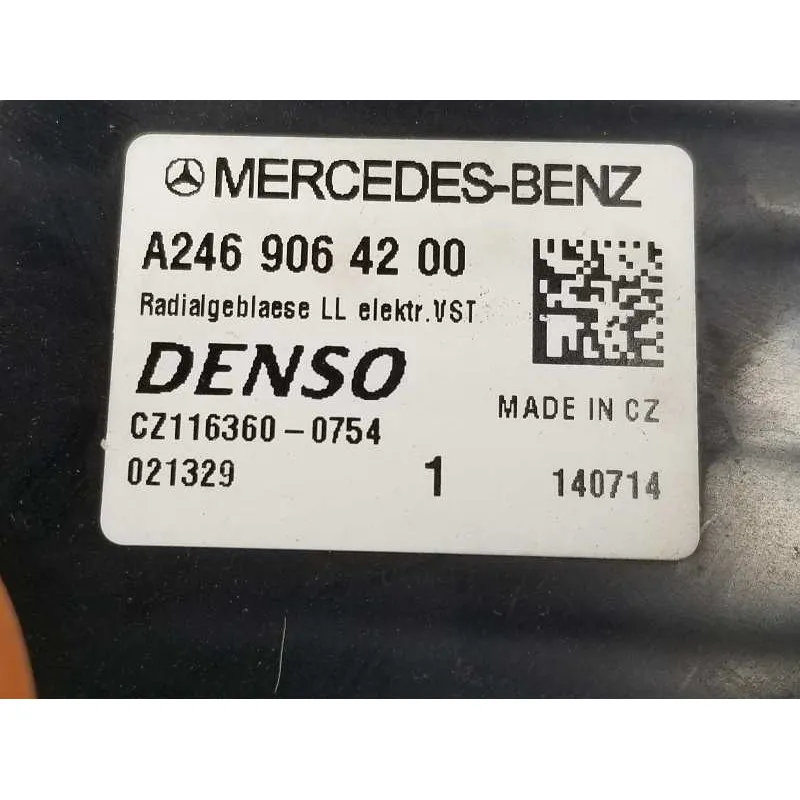 MERCEDES-BENZ
A246 906 42 00
Radialgeblaese LL elektr.VST
DENSO
MADE IN CZ
CZ116360-0754
021329 1 140714